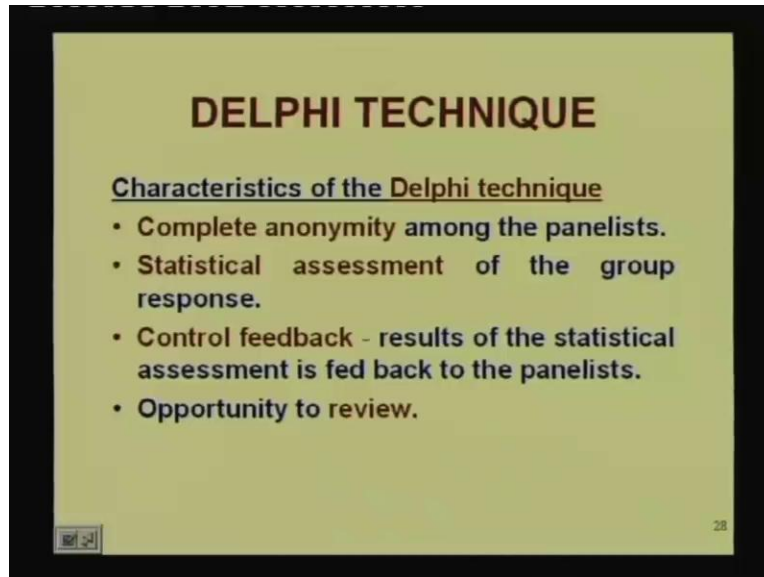 DELPHI TECHNIQUE
Characteristics of the Delphi technique
• Complete anonymity among the panelists.
• Statistical assessment of the group
response.
• Control feedback - results of the statistical
assessment is fed back to the panelists.
• Opportunity to review.
28